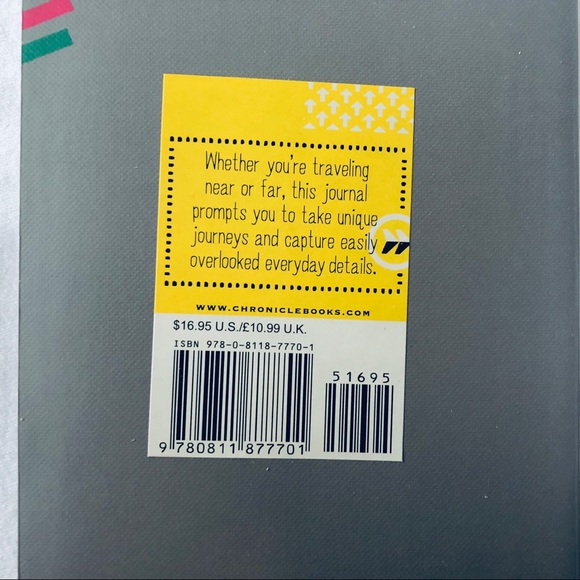 Whether you're traveling
near or far, this journal
prompts you to take unique
journeys and capture easily
overlooked everyday details.
WWW.CHRONICLEBOOKS.COM
$16.95 U.S./£10.99 U.K.
ISBN 978-0-8118-7770-1
51695
9 780811 877701